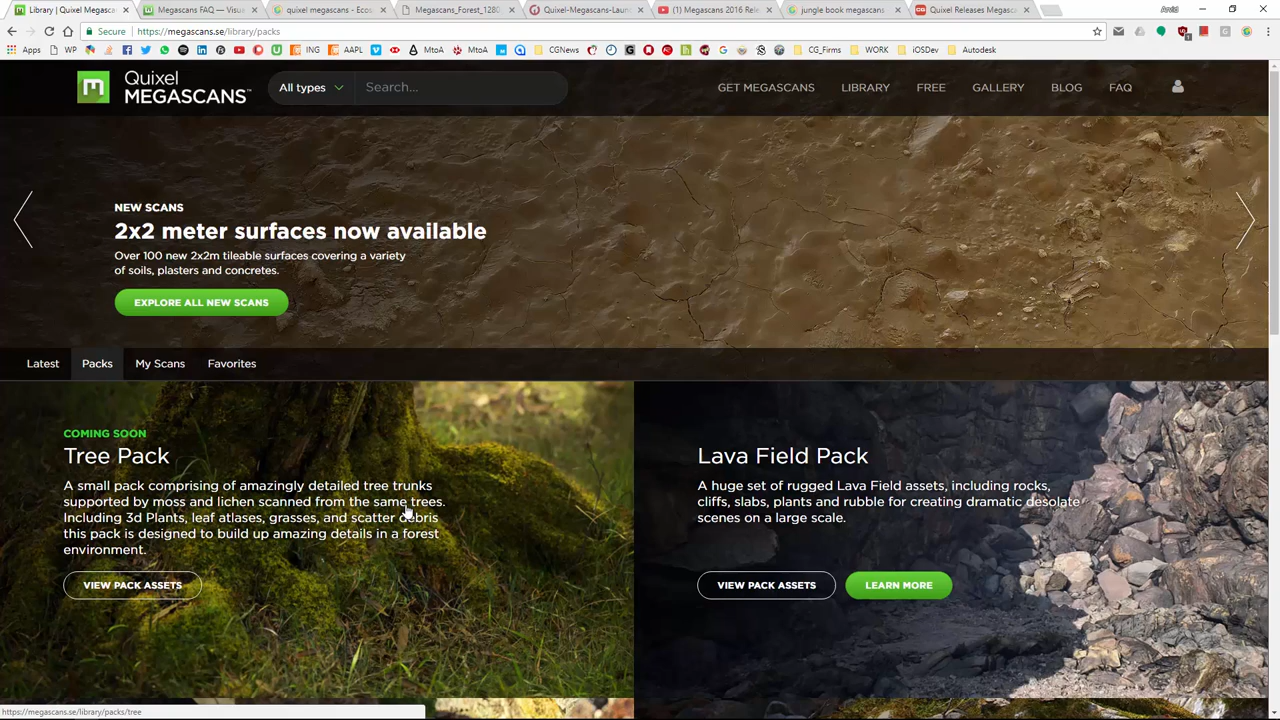 Library | Quixel Megasca
Megascans FAQ — Visua
quixel megascans - Ecos
Megascans_Forest_1280
Quixel-Megascans-Laun
(1) Megascans 2016 Rele
jungle book megascans
Quixel Releases Megasc
Arvid
Secure | https://megascans.se/library/packs
Apps WP ING AAPL MtoA MtoA CGNews CG_Firms WORK iOSDev Autodesk
Quixel
MEGASCANS™
All types
Search...
GET MEGASCANS LIBRARY FREE GALLERY BLOG FAQ
NEW SCANS
2x2 meter surfaces now available
Over 100 new 2x2m tileable surfaces covering a variety
of soils, plasters and concretes.
EXPLORE ALL NEW SCANS
Latest Packs My Scans Favorites
COMING SOON
Tree Pack
A small pack comprising of amazingly detailed tree trunks
supported by moss and lichen scanned from the same trees.
Including 3d Plants, leaf atlases, grasses, and scatter debris
this pack is designed to build up amazing details in a forest
environment.
VIEW PACK ASSETS
Lava Field Pack
A huge set of rugged Lava Field assets, including rocks,
cliffs, slabs, plants and rubble for creating dramatic desolate
scenes on a large scale.
VIEW PACK ASSETS
LEARN MORE
https://megascans.se/library/packs/tree